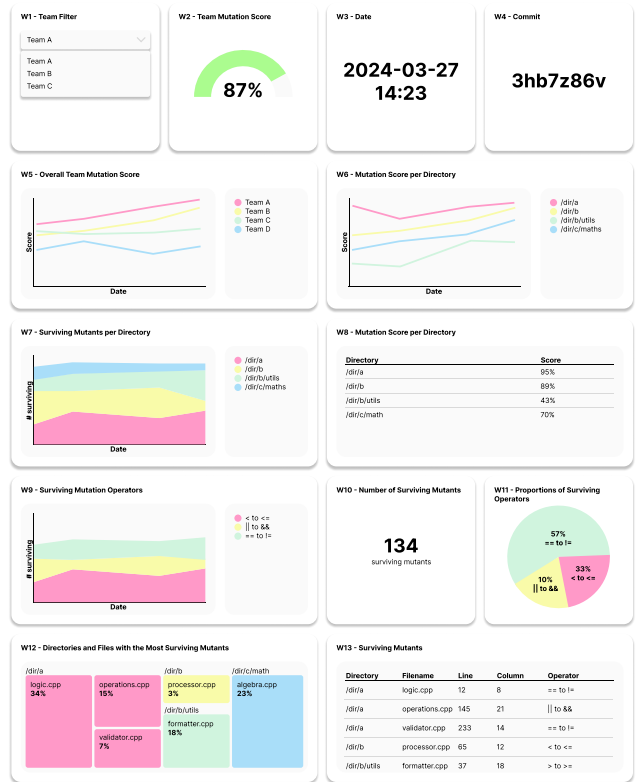 W1 - Team Filter
Team A
Team A
Team B
Team C
W2 - Team Mutation Score
87%
W3 - Date
2024-03-27
14:23
W4 - Commit
3hb7z86v
W5 - Overall Team Mutation Score
Score
Date
Team A
Team B
Team C
Team D
W6 - Mutation Score per Directory
Score
Date
/dir/a
/dir/b
/dir/b/utils
/dir/c/maths
W7 - Surviving Mutants per Directory
# surviving
Date
/dir/a
/dir/b
/dir/b/utils
/dir/c/maths
W8 - Mutation Score per Directory
Directory Score
/dir/a 95%
/dir/b 89%
/dir/b/utils 43%
/dir/c/math 70%
W9 - Surviving Mutation Operators
# surviving
Date
< to <=
|| to &&
== to !=
W10 - Number of Surviving Mutants
134
surviving mutants
W11 - Proportions of Surviving
Operators
57%
== to !=
33%
< to <=
10%
|| to &&
W12 - Directories and Files with the Most Surviving Mutants
/dir/a
logic.cpp
34%
operations.cpp
15%
validator.cpp
7%
/dir/b
processor.cpp
3%
/dir/b/utils
formatter.cpp
18%
/dir/c/math
algebra.cpp
23%
W13 - Surviving Mutants
Directory Filename Line Column Operator
/dir/a logic.cpp 12 8 == to !=
/dir/a operations.cpp 145 21 || to &&
/dir/a validator.cpp 233 14 == to !=
/dir/b processor.cpp 65 12 < to <=
/dir/b/utils formatter.cpp 37 18 > to >=